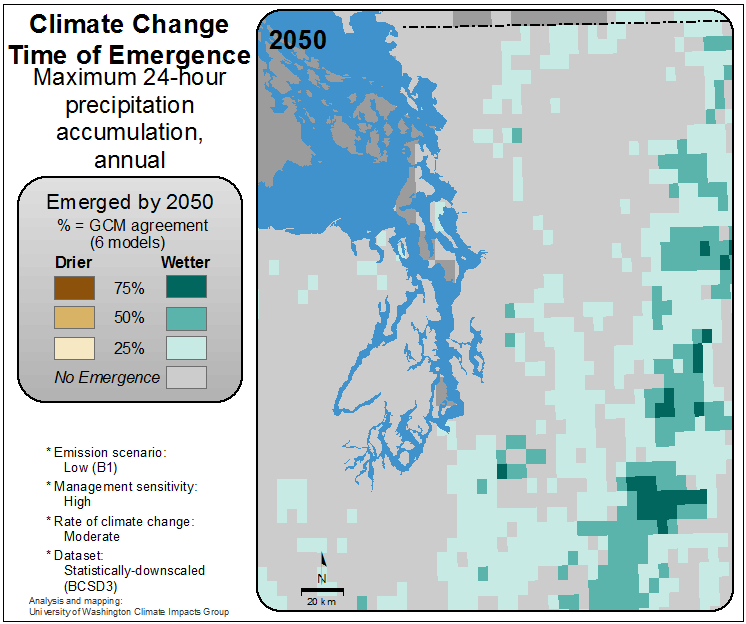 Climate Change
Time of Emergence
Maximum 24-hour
precipitation
accumulation,
annual
Emerged by 2050
% = GCM agreement
(6 models)
Drier Wetter
75%
50%
25%
No Emergence
* Emission scenario:
Low (B1)
* Management sensitivity:
High
* Rate of climate change:
Moderate
* Dataset:
Statistically-downscaled
(BCSD3)
Analysis and mapping:
University of Washington Climate Impacts Group
2050
N
20 km